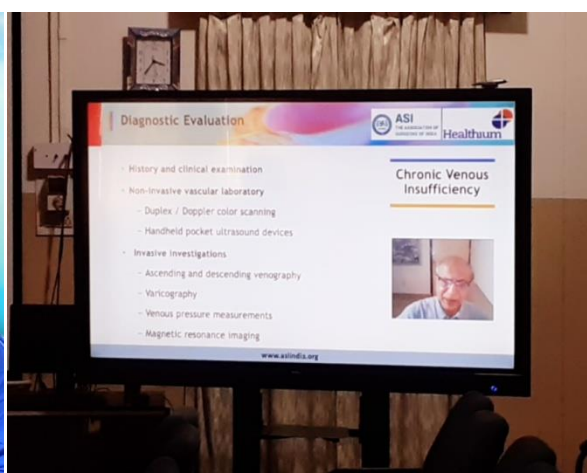 Diagnostic Evaluation
ASI
THE ASSOCIATION OF
SURGEONS OF INDIA
Healthium
- History and clinical examination
- Non-invasive vascular laboratory
- Duplex / Doppler color scanning
- Handheld pocket ultrasound devices
- Invasive investigations
- Ascending and descending venography
- Varicography
- Venous pressure measurements
- Magnetic resonance imaging
Chronic Venous
Insufficiency
www.asiindia.org